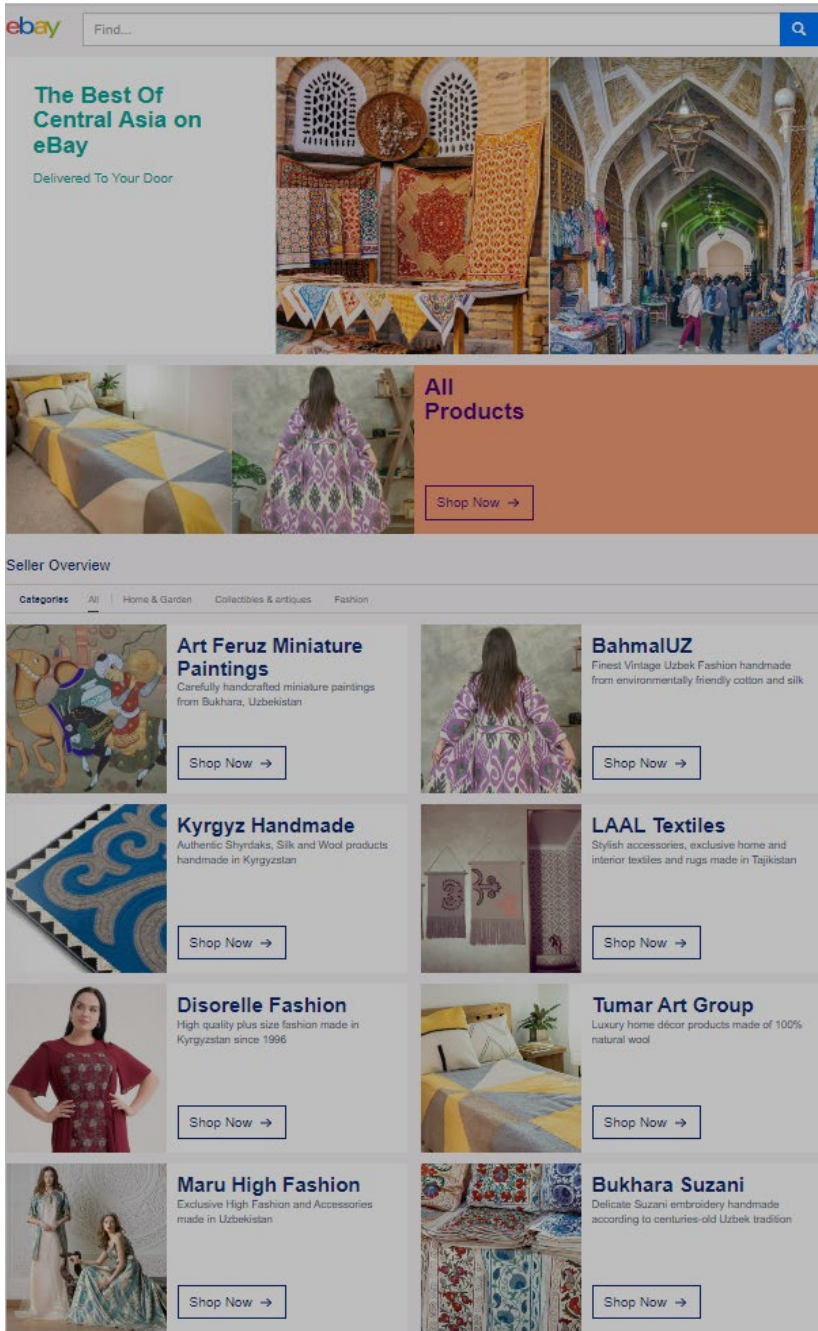 ebay
Find...
The Best Of
Central Asia on
eBay
Delivered To Your Door
All
Products
Shop Now →
Seller Overview
Categories All Home & Garden Collectibles & antiques Fashion
Art Feruz Miniature
Paintings
Carefully handcrafted miniature paintings
from Bukhara, Uzbekistan
Shop Now →
BahmalUZ
Finest Vintage Uzbek Fashion handmade
from environmentally friendly cotton and silk
Shop Now →
Kyrgyz Handmade
Authentic Shyrdaks, Silk and Wool products
handmade in Kyrgyzstan
Shop Now →
LAAL Textiles
Stylish accessories, exclusive home and
interior textiles and rugs made in Tajikistan
Shop Now →
Disorelle Fashion
High quality plus size fashion made in
Kyrgyzstan since 1996
Shop Now →
Tumar Art Group
Luxury home décor products made of 100%
natural wool
Shop Now →
Maru High Fashion
Exclusive High Fashion and Accessories
made in Uzbekistan
Shop Now →
Bukhara Suzani
Delicate Suzani embroidery handmade
according to centuries-old Uzbek tradition
Shop Now →